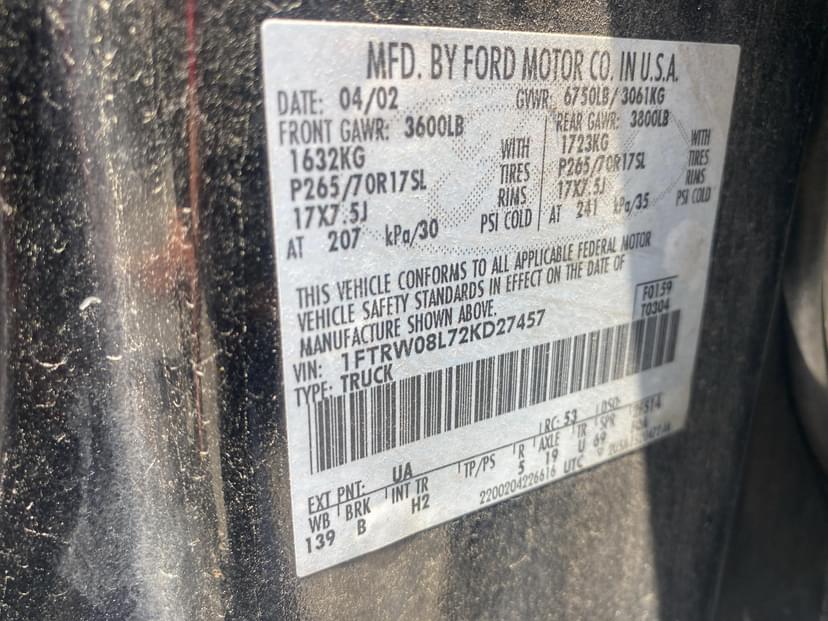 MFD. BY FORD MOTOR CO. IN U.S.A.
DATE: 04/02 GVWR: 6750LB/3061KG
FRONT GAWR: 3600LB REAR GAWR: 3800LB
1632KG WITH 1723KG WITH
P265/70R17SL TIRES P265/70R17SL TIRES
17X7.5J RIMS 17X7.5J RIMS
AT 207 kPa/30 PSI COLD AT 241 kPa/35 PSI COLD
THIS VEHICLE CONFORMS TO ALL APPLICABLE FEDERAL MOTOR
VEHICLE SAFETY STANDARDS IN EFFECT ON THE DATE OF
MANUFACTURE SHOWN ABOVE.
F0159
VIN: 1FTRW08L72KD27457 T0304
TYPE: TRUCK
RC: 53 DSO:
EXT PNT: UA
WB BRK INT TR TP/PS R AXLE TR SPR
139 B H2 5 19 U 69
2200204226616 UTC